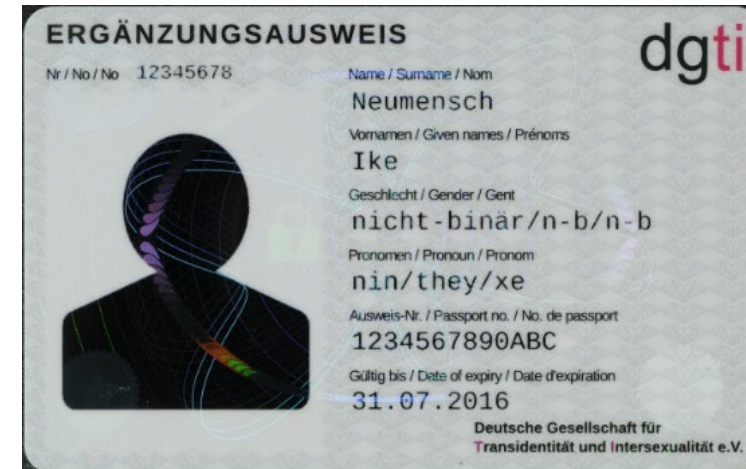 ERGÄNZUNGSAUSWEIS
dgti
Nr / No / No 12345678
Name / Surname / Nom
Neumensch
Vornamen / Given names / Prénoms
Ike
Geschlecht / Gender / Gent
nicht-binär/n-b/n-b
Pronomen / Pronoun / Pronom
nin/they/xe
Ausweis-Nr. / Passport no. / No. de passport
1234567890ABC
Gültig bis / Date of expiry / Date d'expiration
31.07.2016
Deutsche Gesellschaft für
Transidentität und Intersexualität e.V.